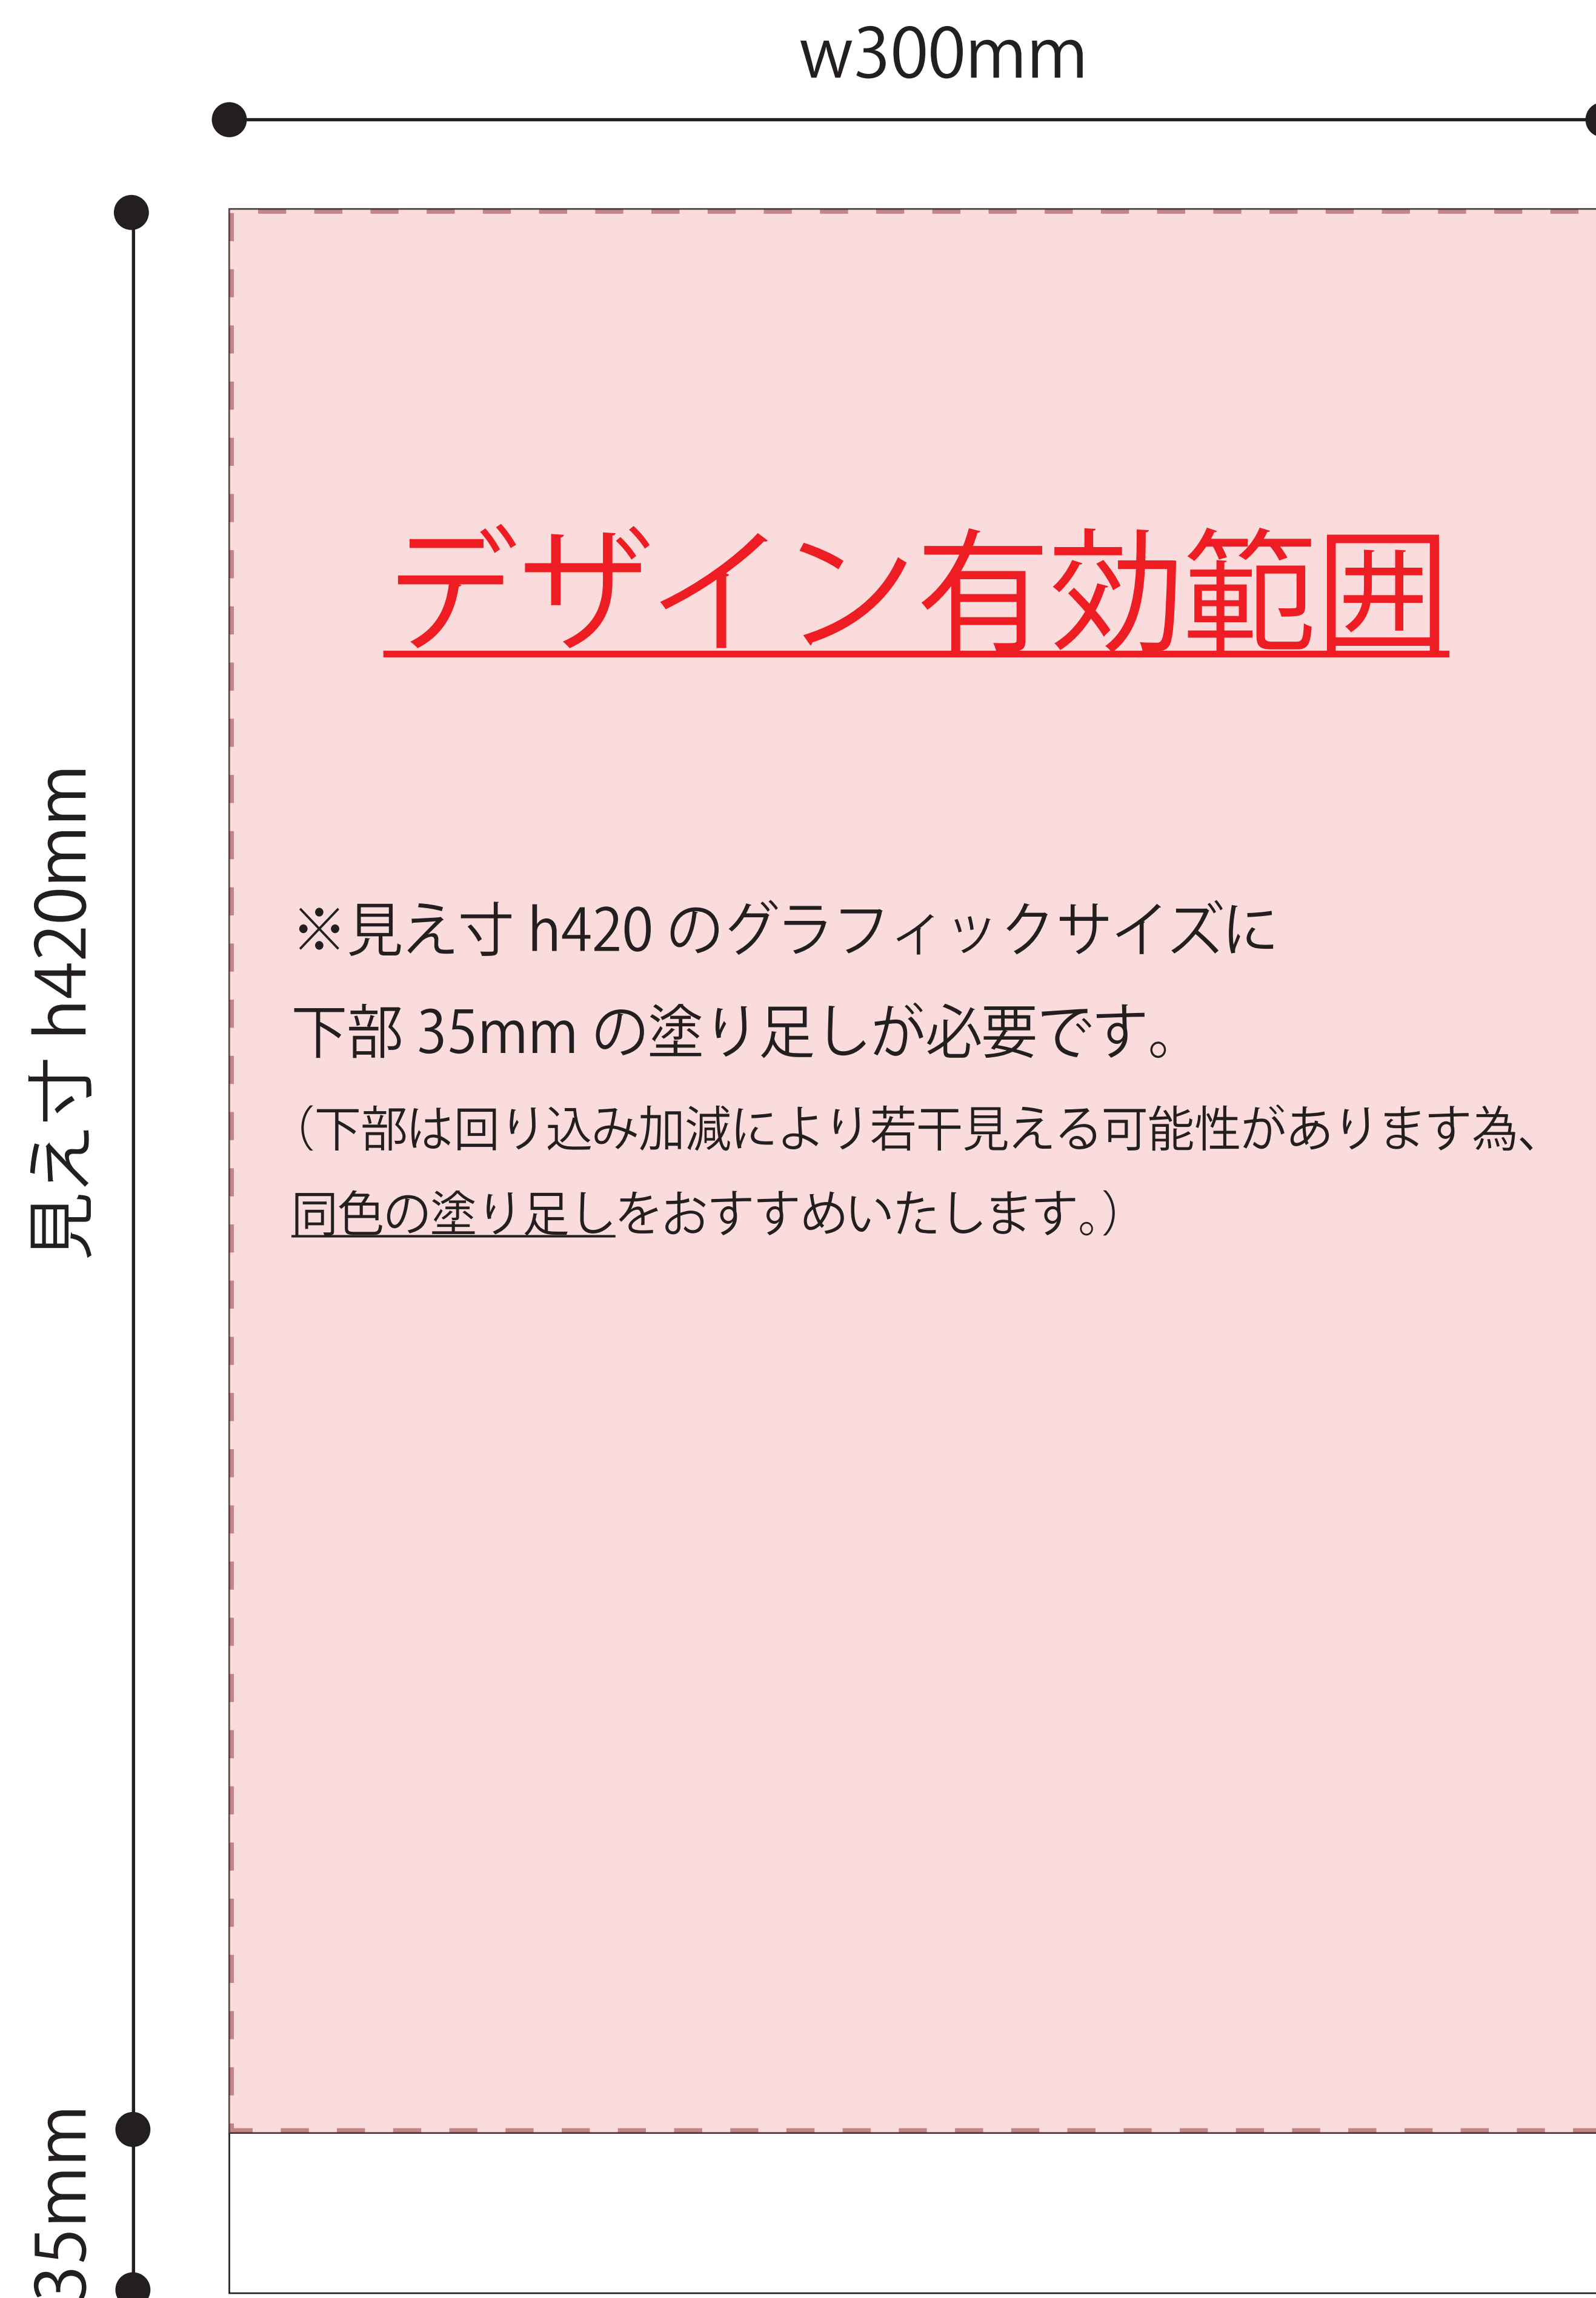 w300mm
見え寸 h420mm
デザイン有効範囲
※見え寸 h420 のグラフィックサイズに
下部 35mm の塗り足しが必要です。
（下部は回り込み加減により若干見える可能性があります為、
同色の塗り足しをおすすめいたします。）
35mm